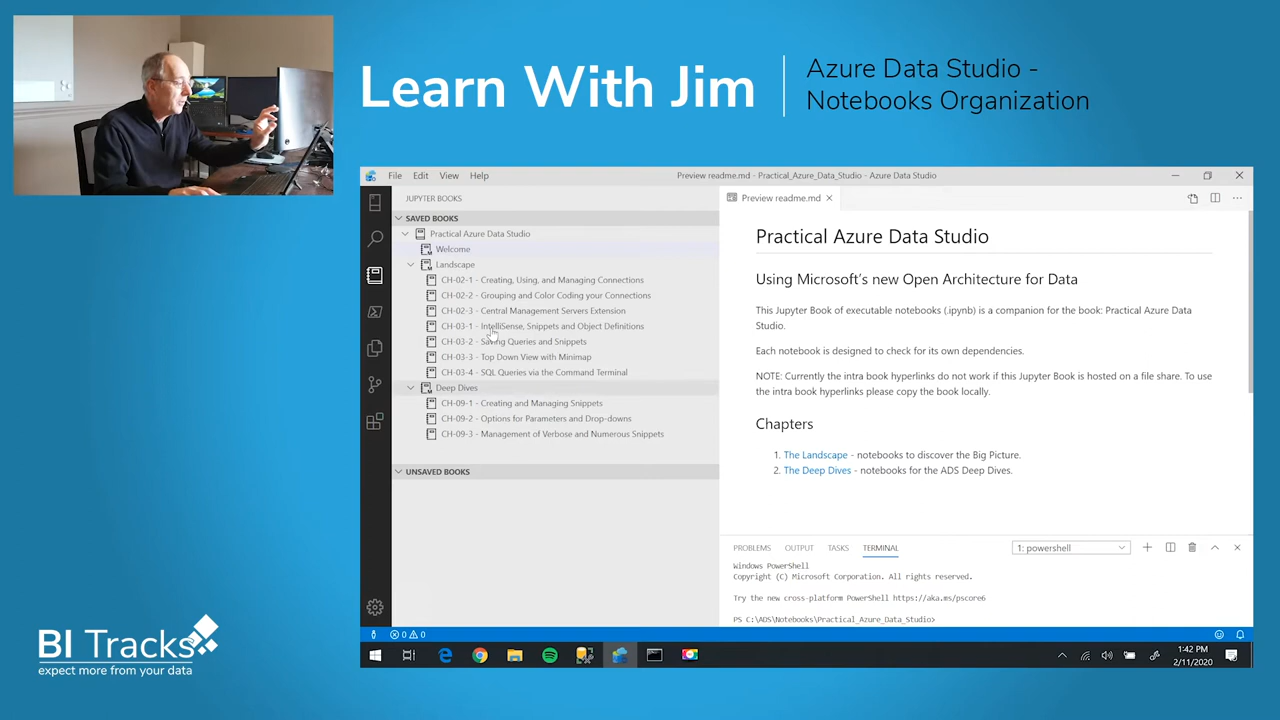 Learn With Jim
Azure Data Studio -
Notebooks Organization
File Edit View Help
Preview readme.md - Practical_Azure_Data_Studio - Azure Data Studio
JUPYTER BOOKS
SAVED BOOKS
Practical Azure Data Studio
Welcome
Landscape
CH-02-1 - Creating, Using, and Managing Connections
CH-02-2 - Grouping and Color Coding your Connections
CH-02-3 - Central Management Servers Extension
CH-03-1 - IntelliSense, Snippets and Object Definitions
CH-03-2 - Saving Queries and Snippets
CH-03-3 - Top Down View with Minimap
CH-03-4 - SQL Queries via the Command Terminal
Deep Dives
CH-09-1 - Creating and Managing Snippets
CH-09-2 - Options for Parameters and Drop-downs
CH-09-3 - Management of Verbose and Numerous Snippets
UNSAVED BOOKS
Preview readme.md
Practical Azure Data Studio
Using Microsoft's new Open Architecture for Data
This Jupyter Book of executable notebooks (.ipynb) is a companion for the book: Practical Azure Data
Studio.
Each notebook is designed to check for its own dependencies.
NOTE: Currently the intra book hyperlinks do not work if this Jupyter Book is hosted on a file share. To use
the intra book hyperlinks please copy the book locally.
Chapters
1. The Landscape - notebooks to discover the Big Picture.
2. The Deep Dives - notebooks for the ADS Deep Dives.
PROBLEMS OUTPUT TASKS TERMINAL
1: powershell
Windows PowerShell
Copyright (C) Microsoft Corporation. All rights reserved.
Try the new cross-platform PowerShell https://aka.ms/pscore6
PS C:\ADS\Notebooks\Practical_Azure_Data_Studio>
0 0
1:42 PM
2/11/2020
BI Tracks
expect more from your data